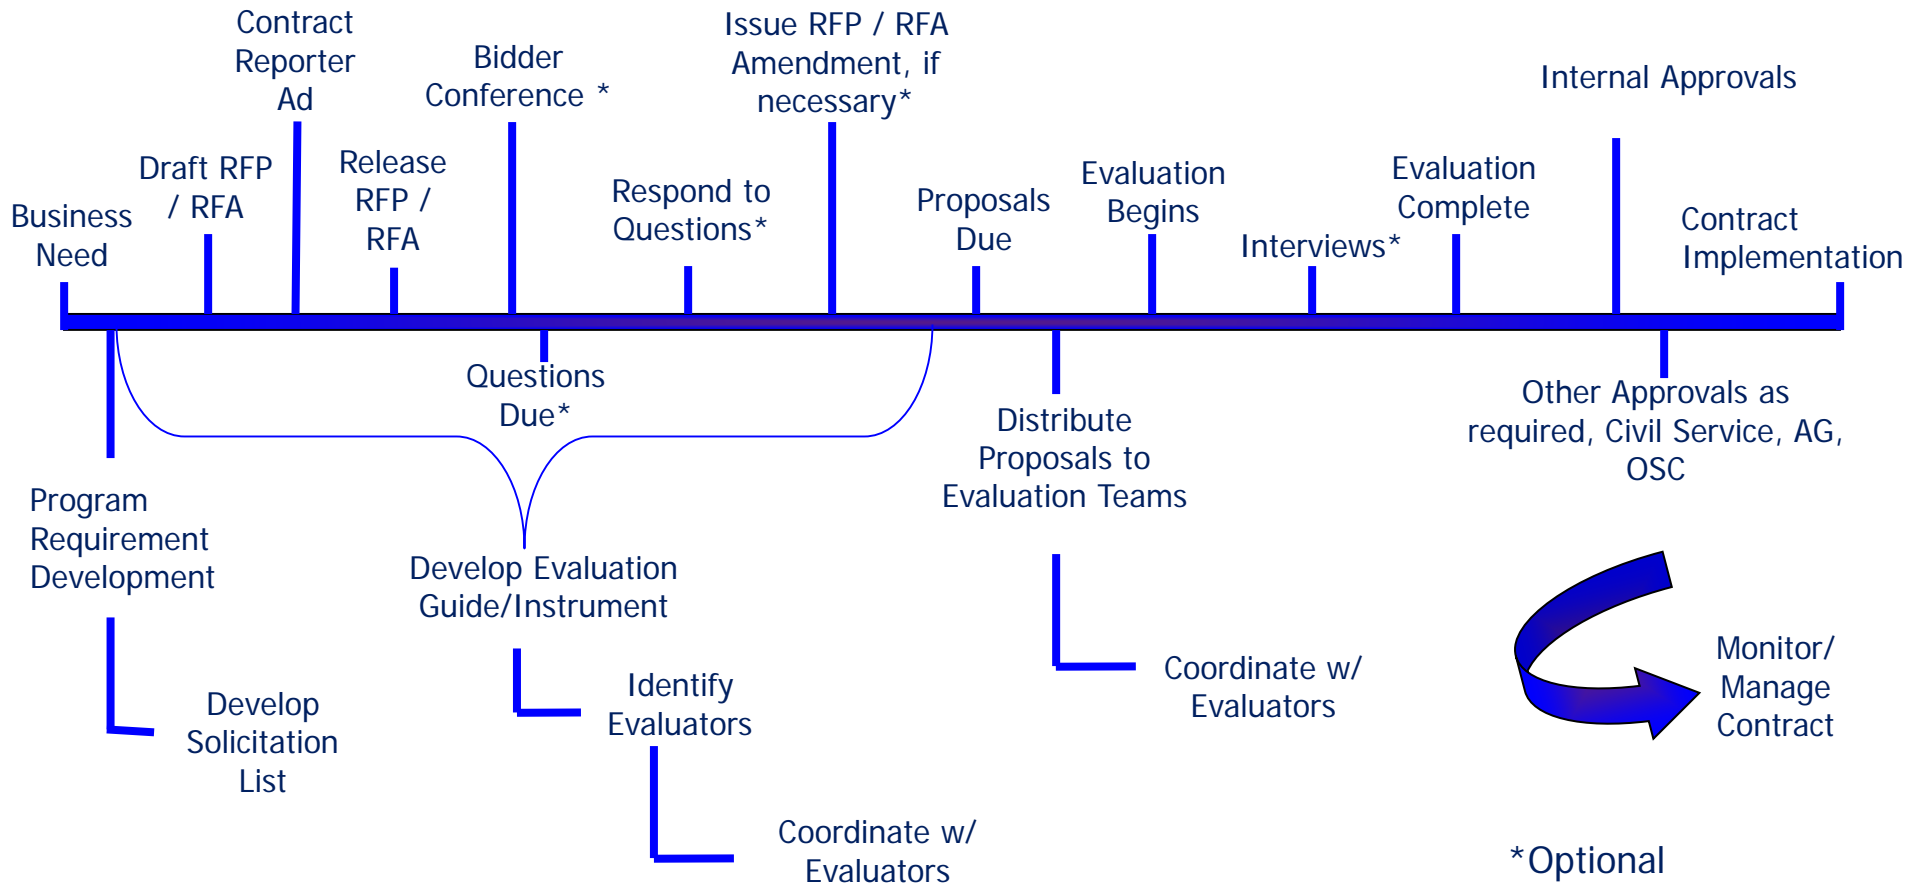 Business
Need
Draft RFP
/ RFA
Contract
Reporter
Ad
Release
RFP /
RFA
Bidder
Conference *
Respond to
Questions*
Issue RFP / RFA
Amendment, if
necessary*
Proposals
Due
Evaluation
Begins
Interviews*
Evaluation
Complete
Internal Approvals
Contract
Implementation
Program
Requirement
Development
Develop
Solicitation
List
Questions
Due*
Develop Evaluation
Guide/Instrument
Identify
Evaluators
Coordinate w/
Evaluators
Distribute
Proposals to
Evaluation Teams
Coordinate w/
Evaluators
Other Approvals as
required, Civil Service, AG,
OSC
Monitor/
Manage
Contract
*Optional